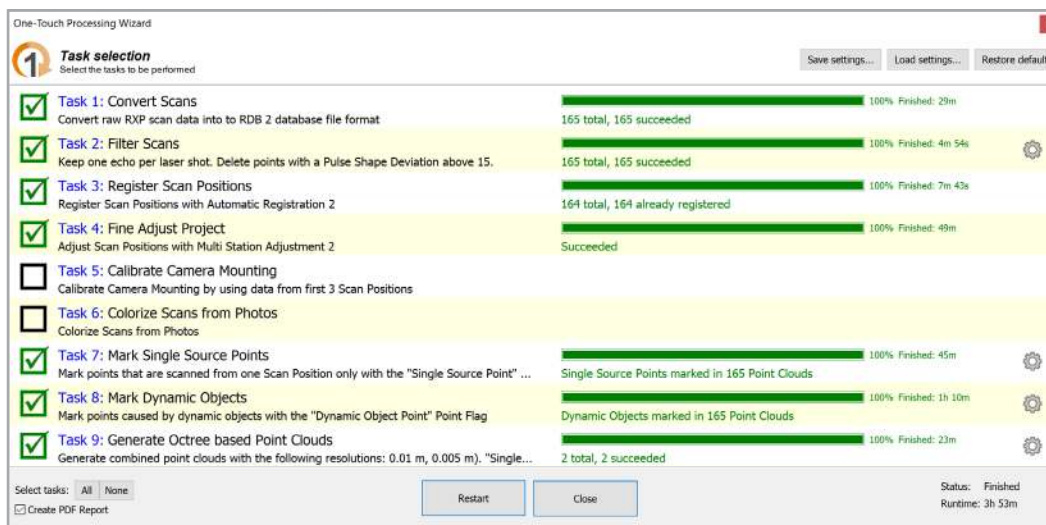 One-Touch Processing Wizard
1
Task selection
Select the tasks to be performed
Save settings... Load settings... Restore default
Task 1: Convert Scans
100% Finished: 29m
Convert raw RXP scan data into to RDB 2 database file format
165 total, 165 succeeded
Task 2: Filter Scans
100% Finished: 4m 54s
Keep one echo per laser shot. Delete points with a Pulse Shape Deviation above 15.
165 total, 165 succeeded
Task 3: Register Scan Positions
100% Finished: 7m 43s
Register Scan Positions with Automatic Registration 2
164 total, 164 already registered
Task 4: Fine Adjust Project
100% Finished: 49m
Adjust Scan Positions with Multi Station Adjustment 2
Succeeded
Task 5: Calibrate Camera Mounting
Calibrate Camera Mounting by using data from first 3 Scan Positions
Task 6: Colorize Scans from Photos
Colorize Scans from Photos
Task 7: Mark Single Source Points
100% Finished: 45m
Mark points that are scanned from one Scan Position only with the "Single Source Point" ...
Single Source Points marked in 165 Point Clouds
Task 8: Mark Dynamic Objects
100% Finished: 1h 10m
Mark points caused by dynamic objects with the "Dynamic Object Point" Point Flag
Dynamic Objects marked in 165 Point Clouds
Task 9: Generate Octree based Point Clouds
100% Finished: 23m
Generate combined point clouds with the following resolutions: 0.01 m, 0.005 m). "Single...
2 total, 2 succeeded
Select tasks: All None
Create PDF Report
Restart
Close
Status: Finished
Runtime: 3h 53m